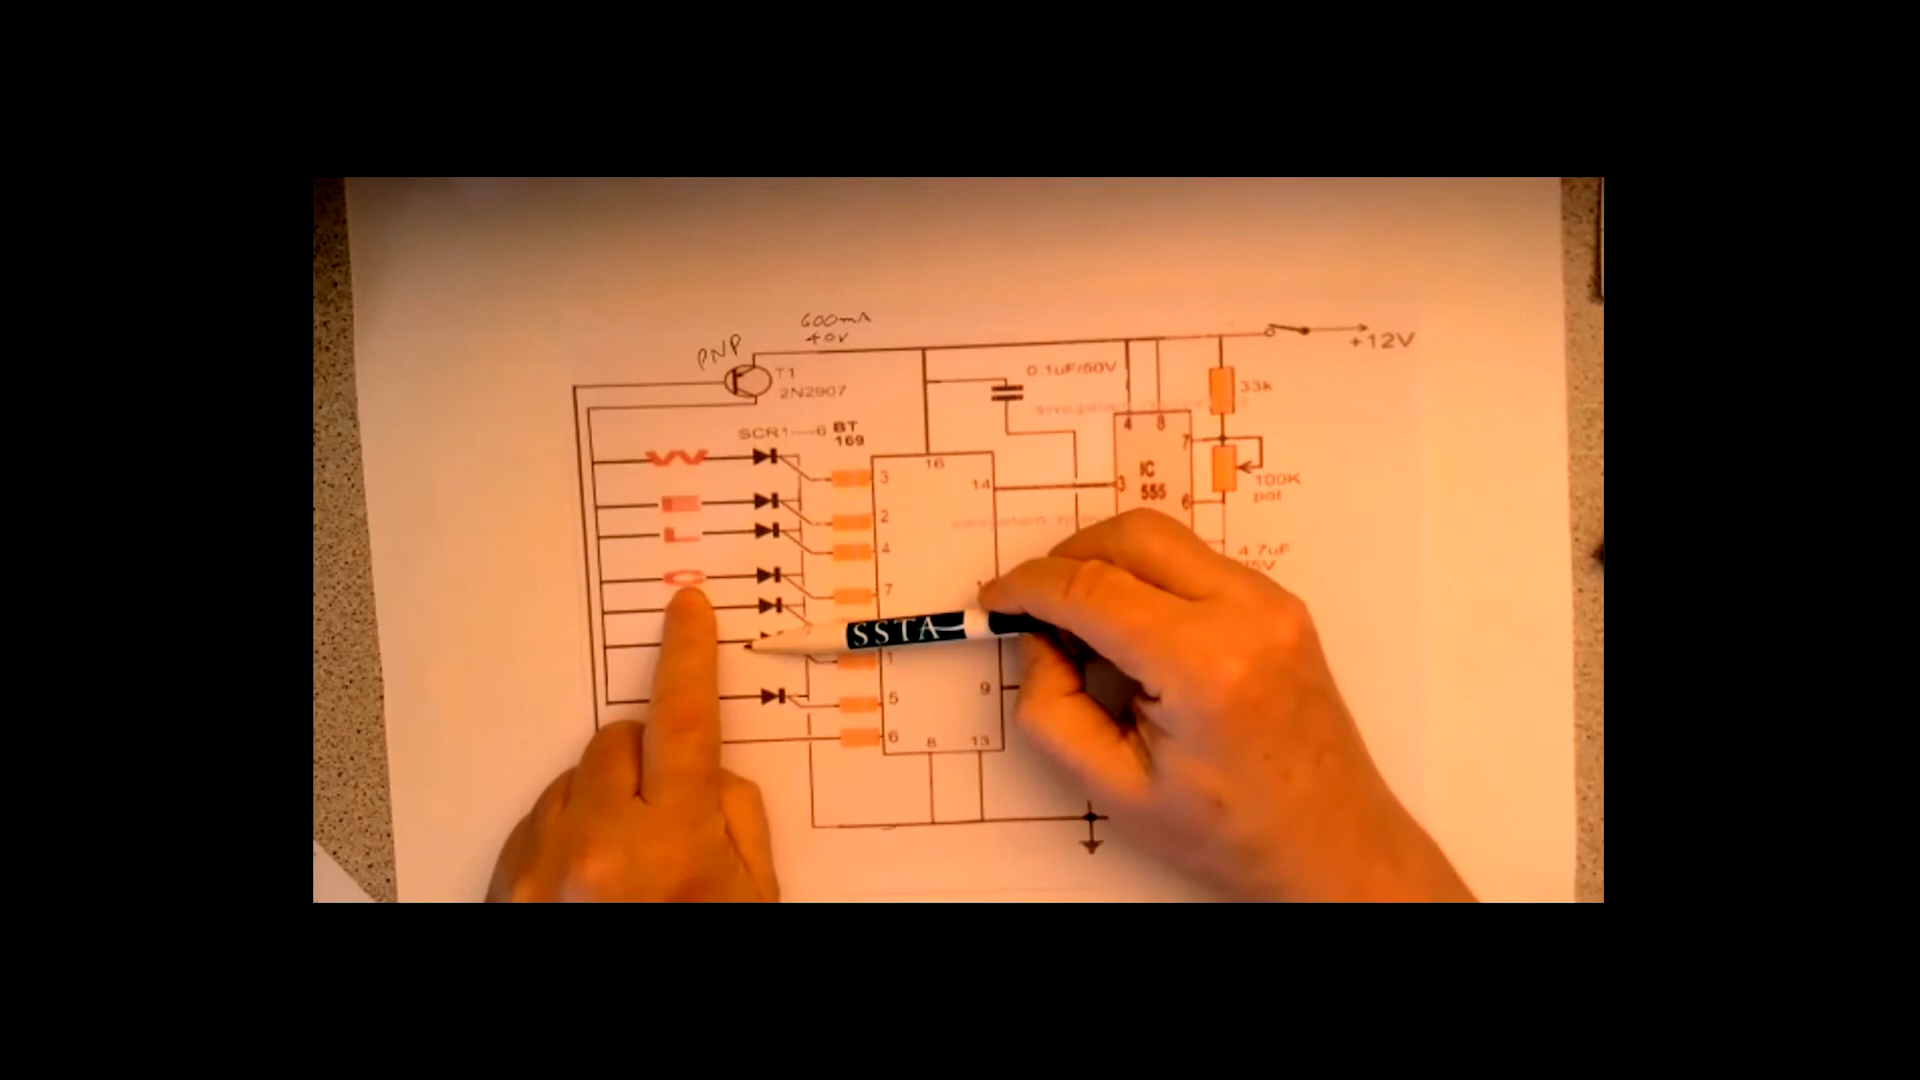 600mA
PNP 40V
+12V
T1
2N2907
0.1uF/50V
33k
SCR1----6 BT
169
4 8
7
W
16
3
14
3
IC
555
100K
pot
E
2
6
L
4
4.7uF
C
7
SSTA
1
9
5
6
8 13